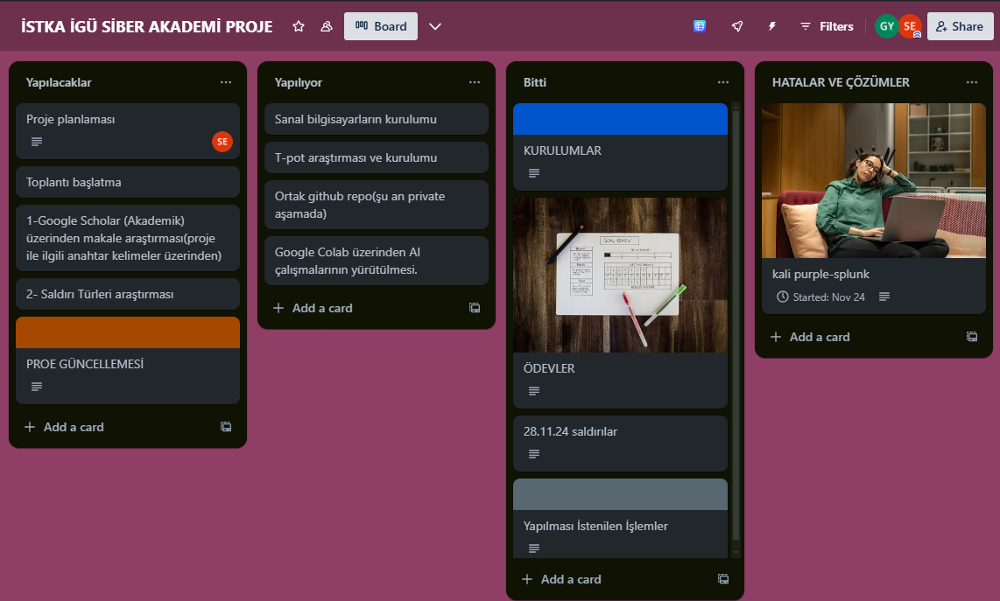 İSTKA İGÜ SİBER AKADEMİ PROJE
Board
Filters
GY
SE
Share
Yapılacaklar
Proje planlaması
SE
Toplantı başlatma
1-Google Scholar (Akademik)
üzerinden makale araştırması(proje
ile ilgili anahtar kelimeler üzerinden)
2- Saldırı Türleri araştırması
PROE GÜNCELLEMESİ
Add a card
Yapılıyor
Sanal bilgisayarların kurulumu
T-pot araştırması ve kurulumu
Ortak github repo(şu an private
aşamada)
Google Colab üzerinden AI
çalışmalarının yürütülmesi.
Add a card
Bitti
KURULUMLAR
GOAL REVIEW
ÖDEVLER
28.11.24 saldırılar
Yapılması İstenilen İşlemler
Add a card
HATALAR VE ÇÖZÜMLER
kali purple-splunk
Started: Nov 24
Add a card